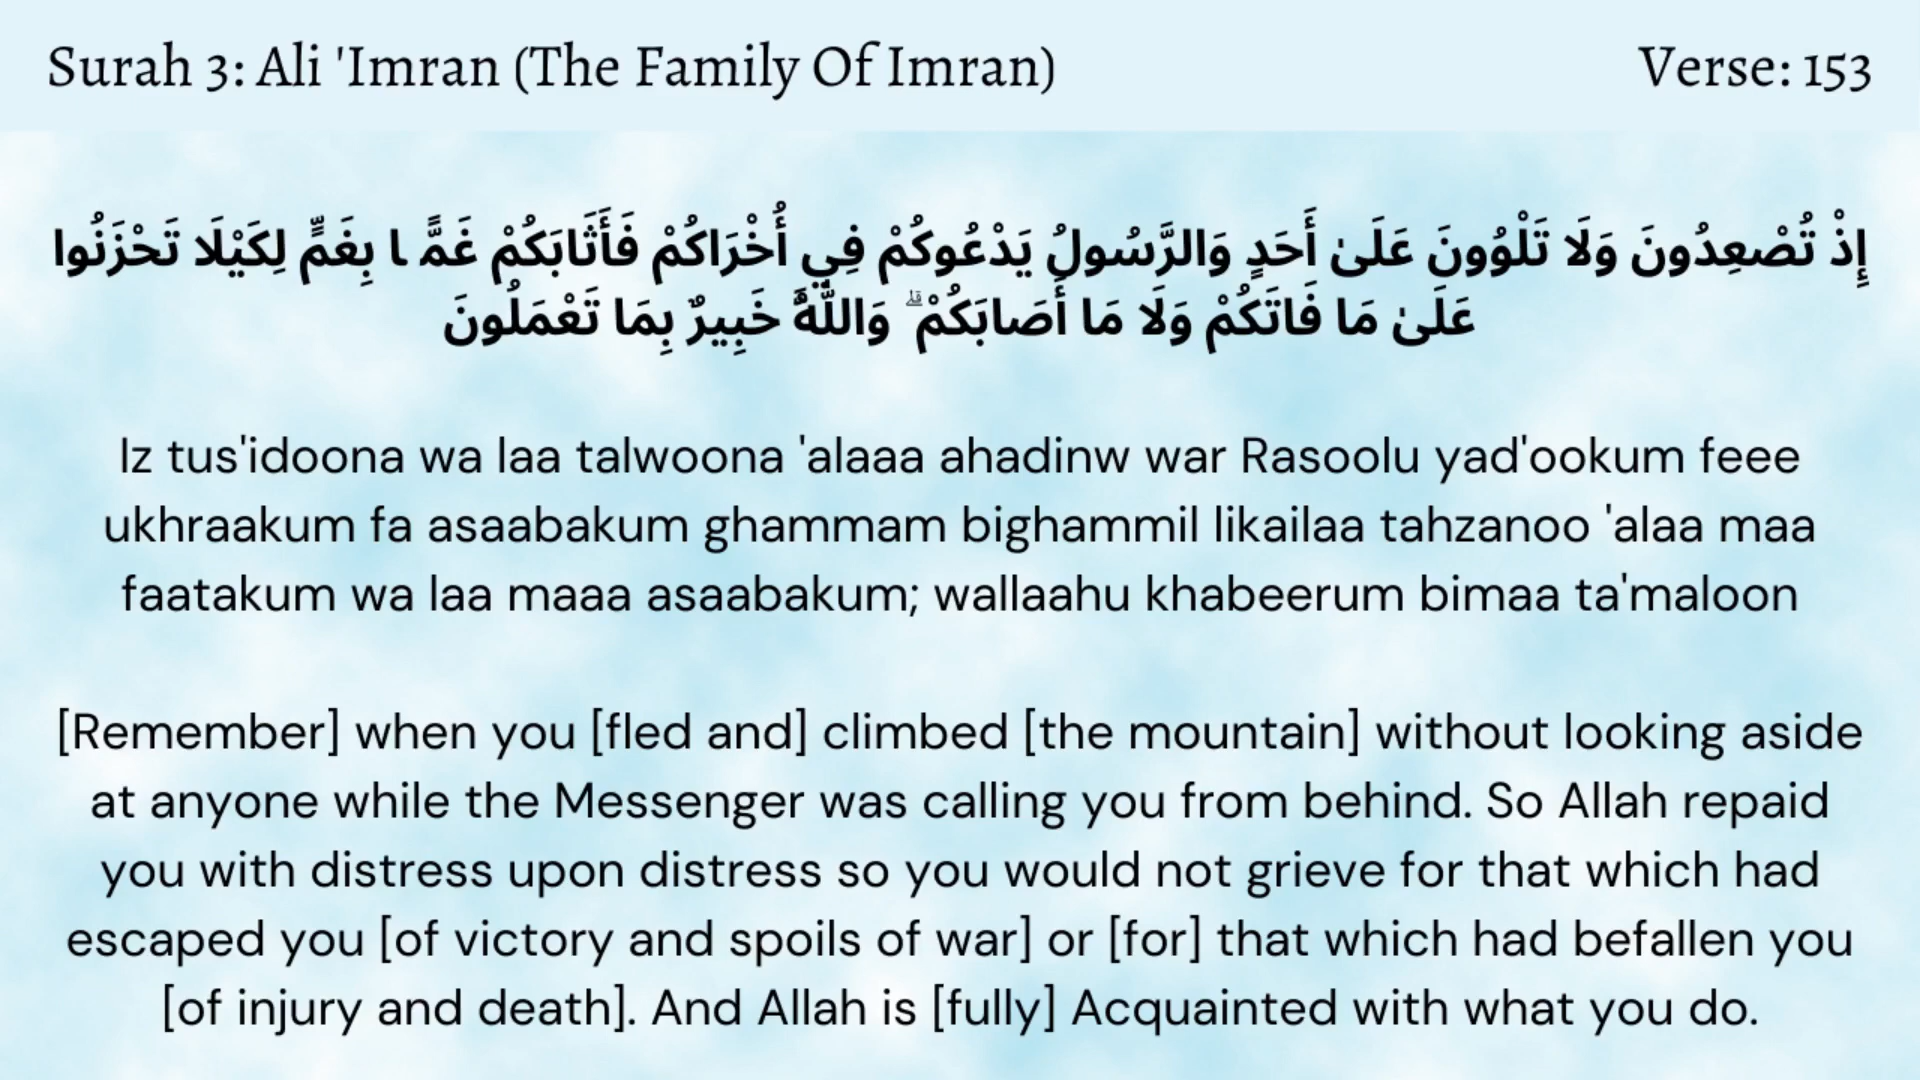 Surah 3: Ali 'Imran (The Family Of Imran)
Verse: 153
إِذْ تُصْعِدُونَ وَلَا تَلْوُونَ عَلَىٰ أَحَدٍ وَالرَّسُولُ يَدْعُوكُمْ فِي أُخْرَاكُمْ فَأَثَابَكُمْ غَمًّ ا بِغَمٍّ لِكَيْلَا تَحْزَنُوا
عَلَىٰ مَا فَاتَكُمْ وَلَا مَا أَصَابَكُمْ ۗ وَاللَّهُ خَبِيرٌ بِمَا تَعْمَلُونَ
Iz tus'idoona wa laa talwoona 'alaaa ahadinw war Rasoolu yad'ookum feee
ukhraakum fa asaabakum ghammam bighammil likailaa tahzanoo 'alaa maa
faatakum wa laa maaa asaabakum; wallaahu khabeerum bimaa ta'maloon
[Remember] when you [fled and] climbed [the mountain] without looking aside
at anyone while the Messenger was calling you from behind. So Allah repaid
you with distress upon distress so you would not grieve for that which had
escaped you [of victory and spoils of war] or [for] that which had befallen you
[of injury and death]. And Allah is [fully] Acquainted with what you do.